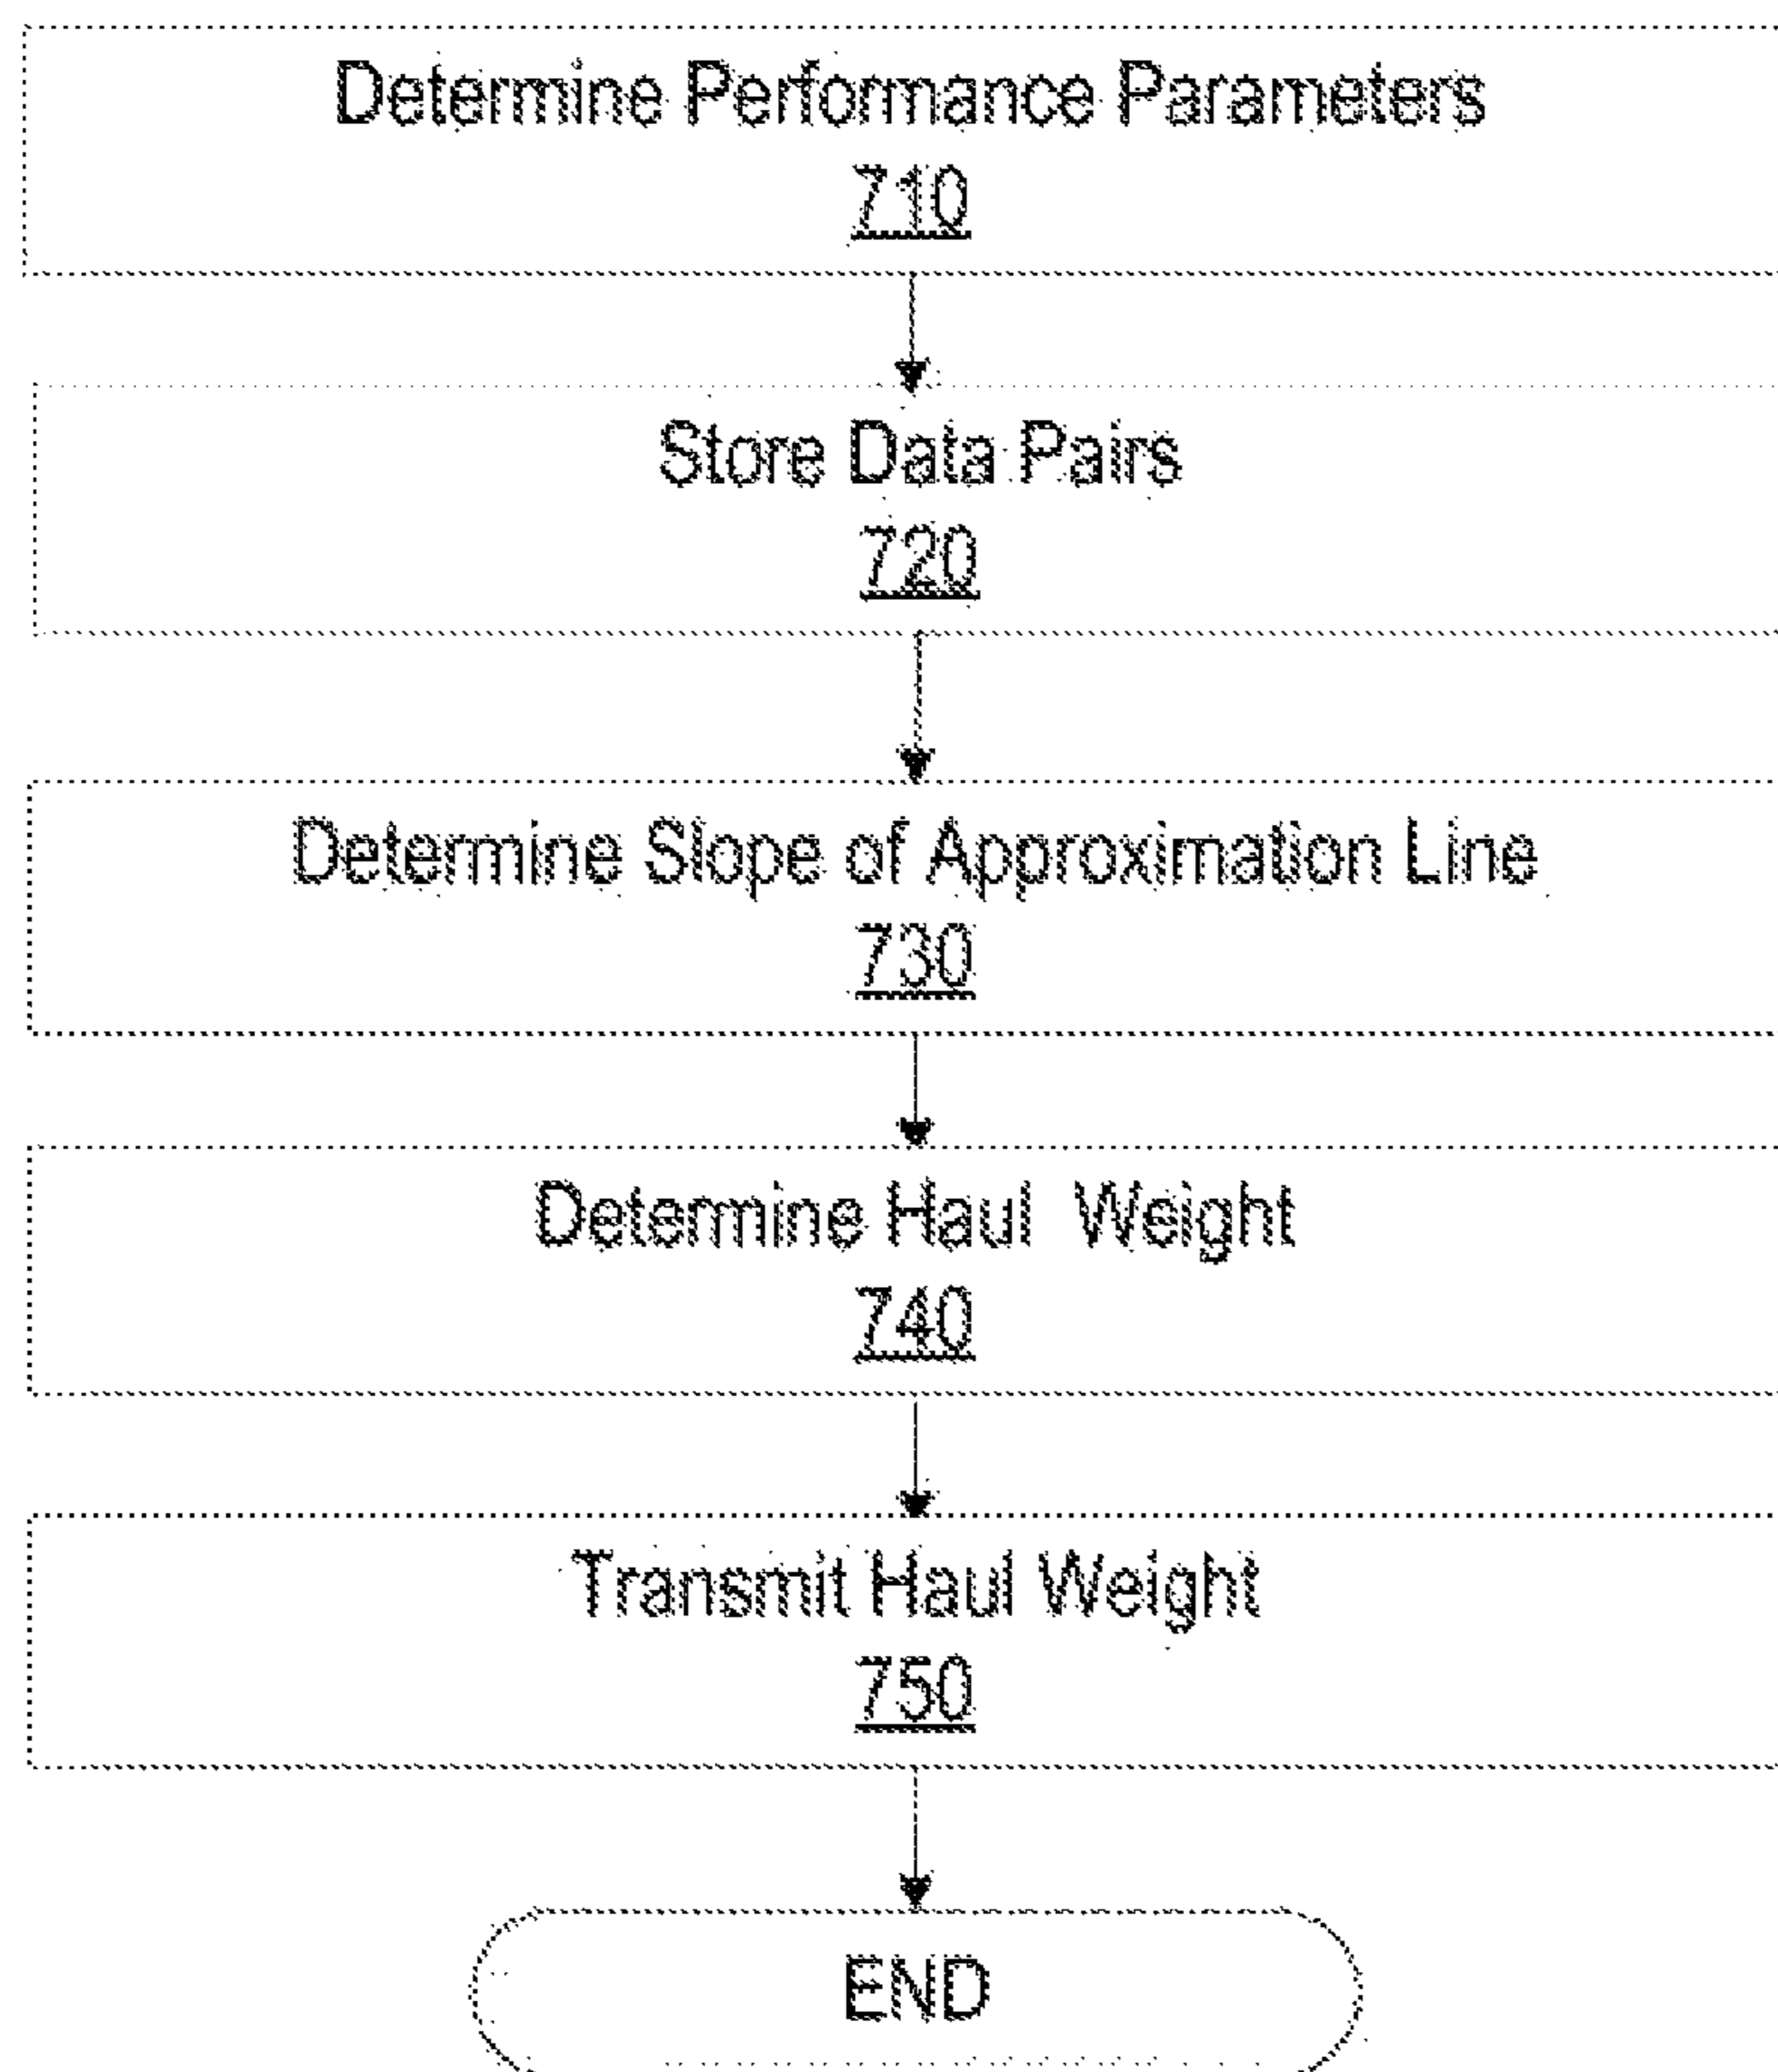 Determine Performance Parameters
710
Store Data Pairs
720
Determine Slope of Approximation Line
730
Determine Haul Weight
740
Transmit Haul Weight
750
END